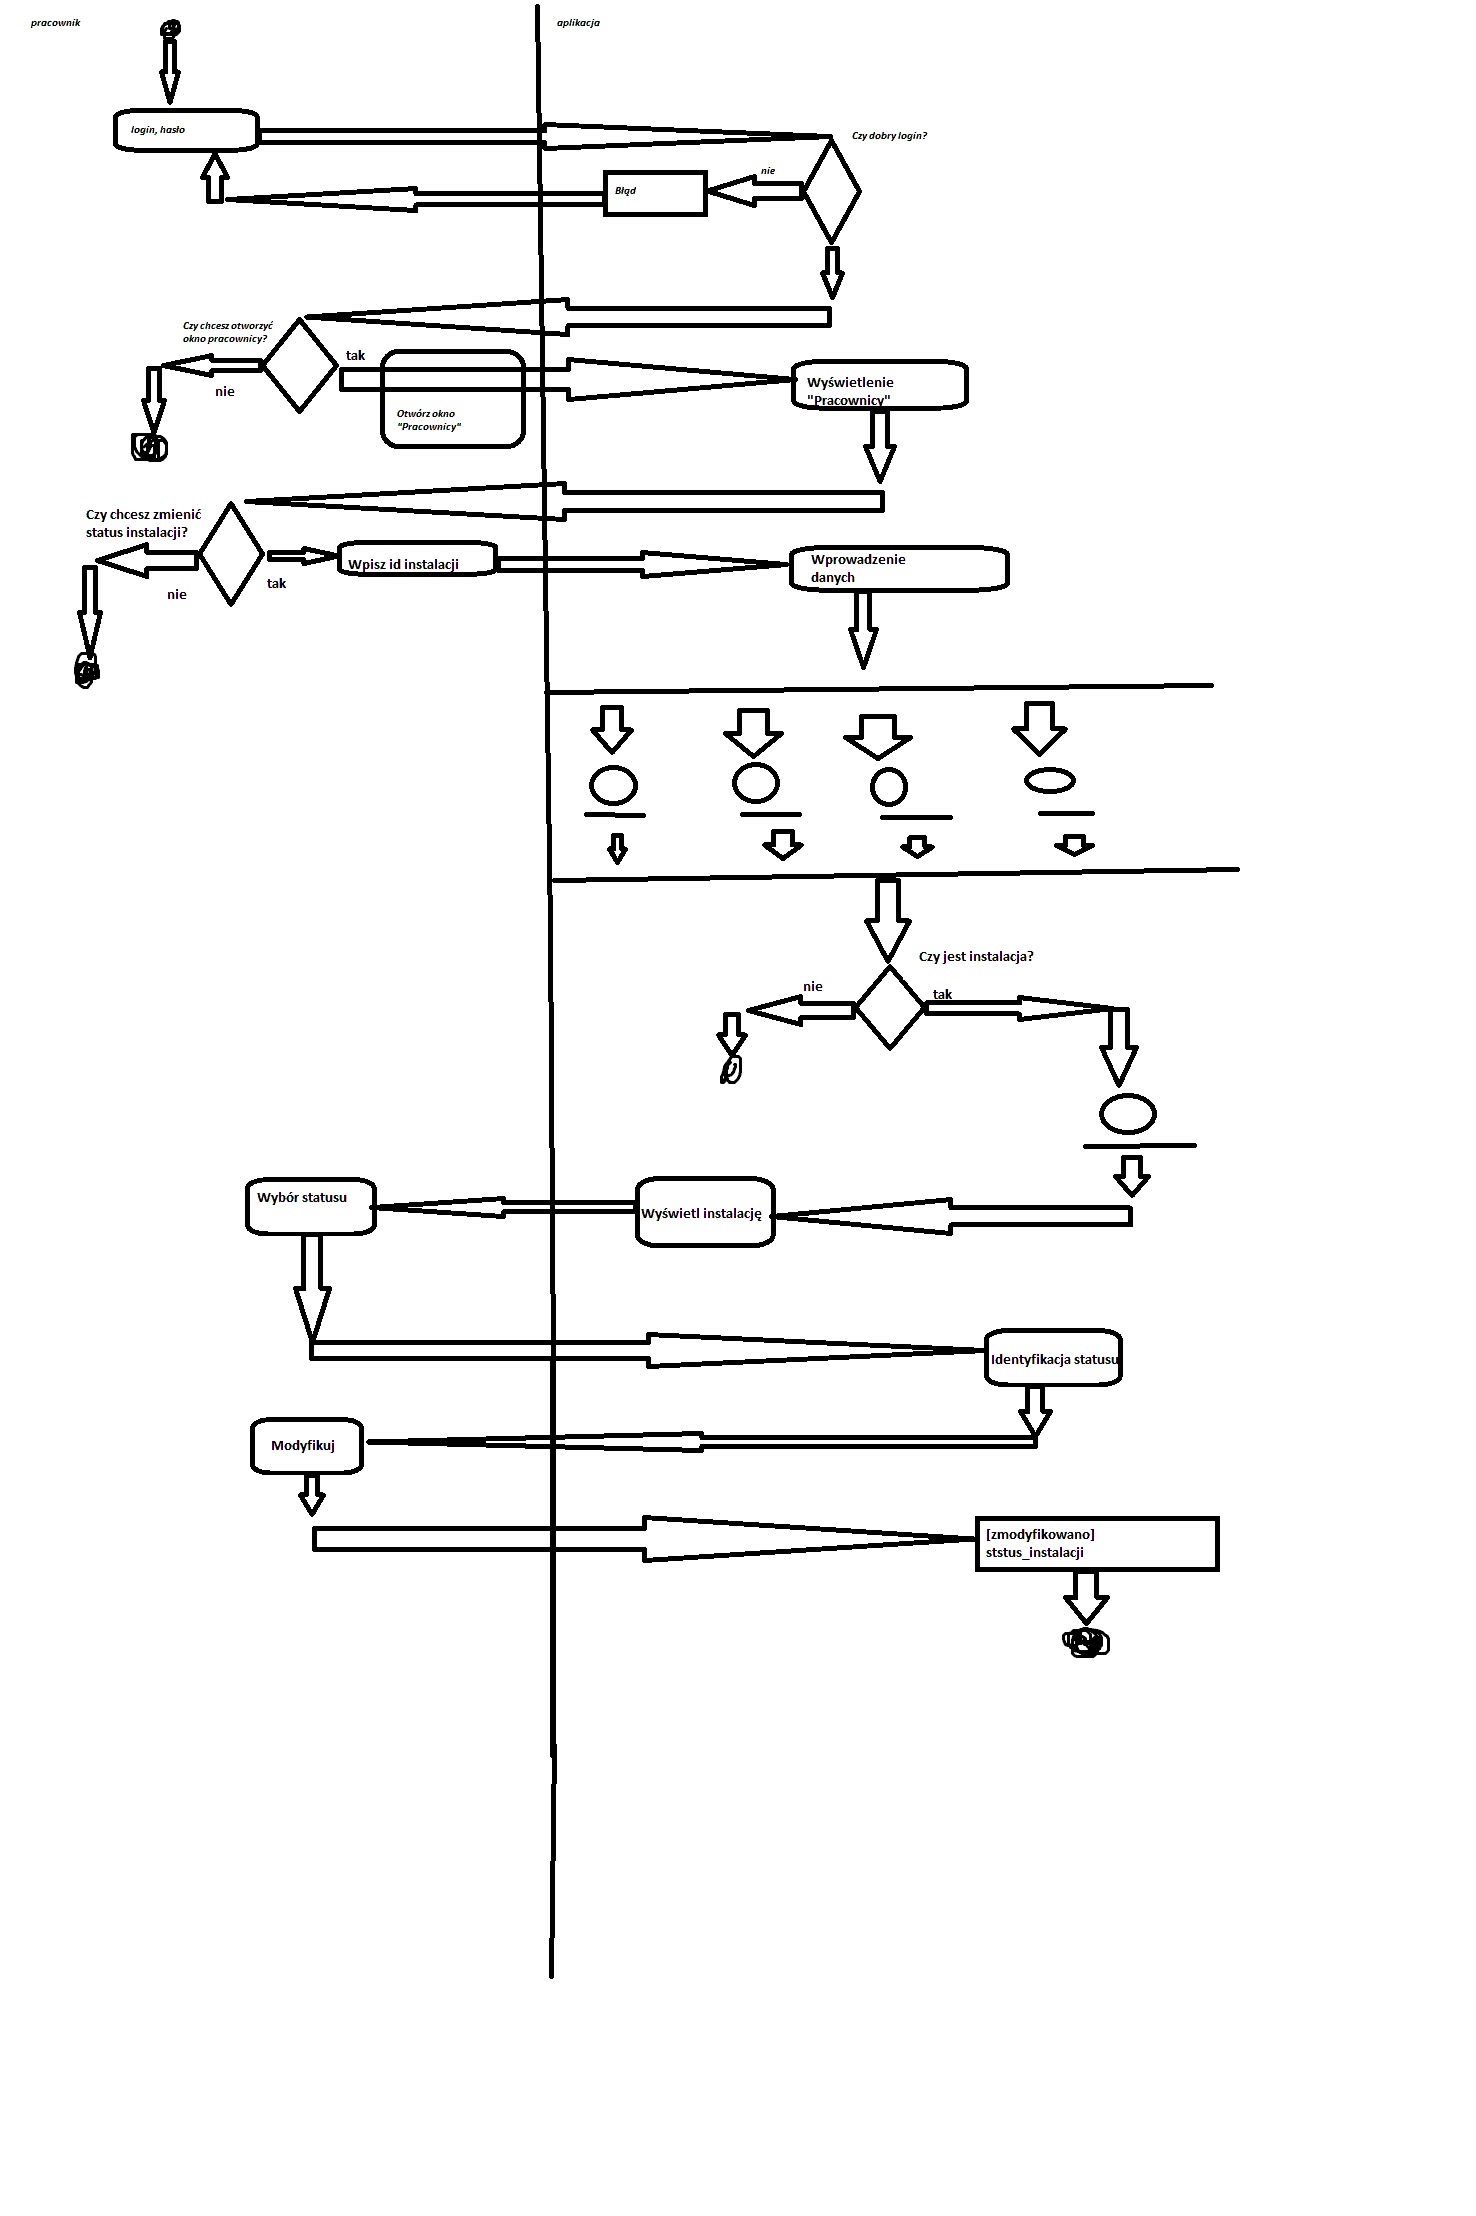 pracownik
aplikacja
login, hasło
Czy dobry login?
nie
Błąd
Czy chcesz otworzyć
okno pracownicy?
tak
nie
Otwórz okno
"Pracownicy"
Wyświetlenie
"Pracownicy"
Czy chcesz zmienić
status instalacji?
nie
tak
Wpisz id instalacji
Wprowadzenie
danych
Czy jest instalacja?
nie
tak
Wybór statusu
Wyświetl instalację
Identyfikacja statusu
Modyfikuj
[zmodyfikowano]
ststus_instalacji